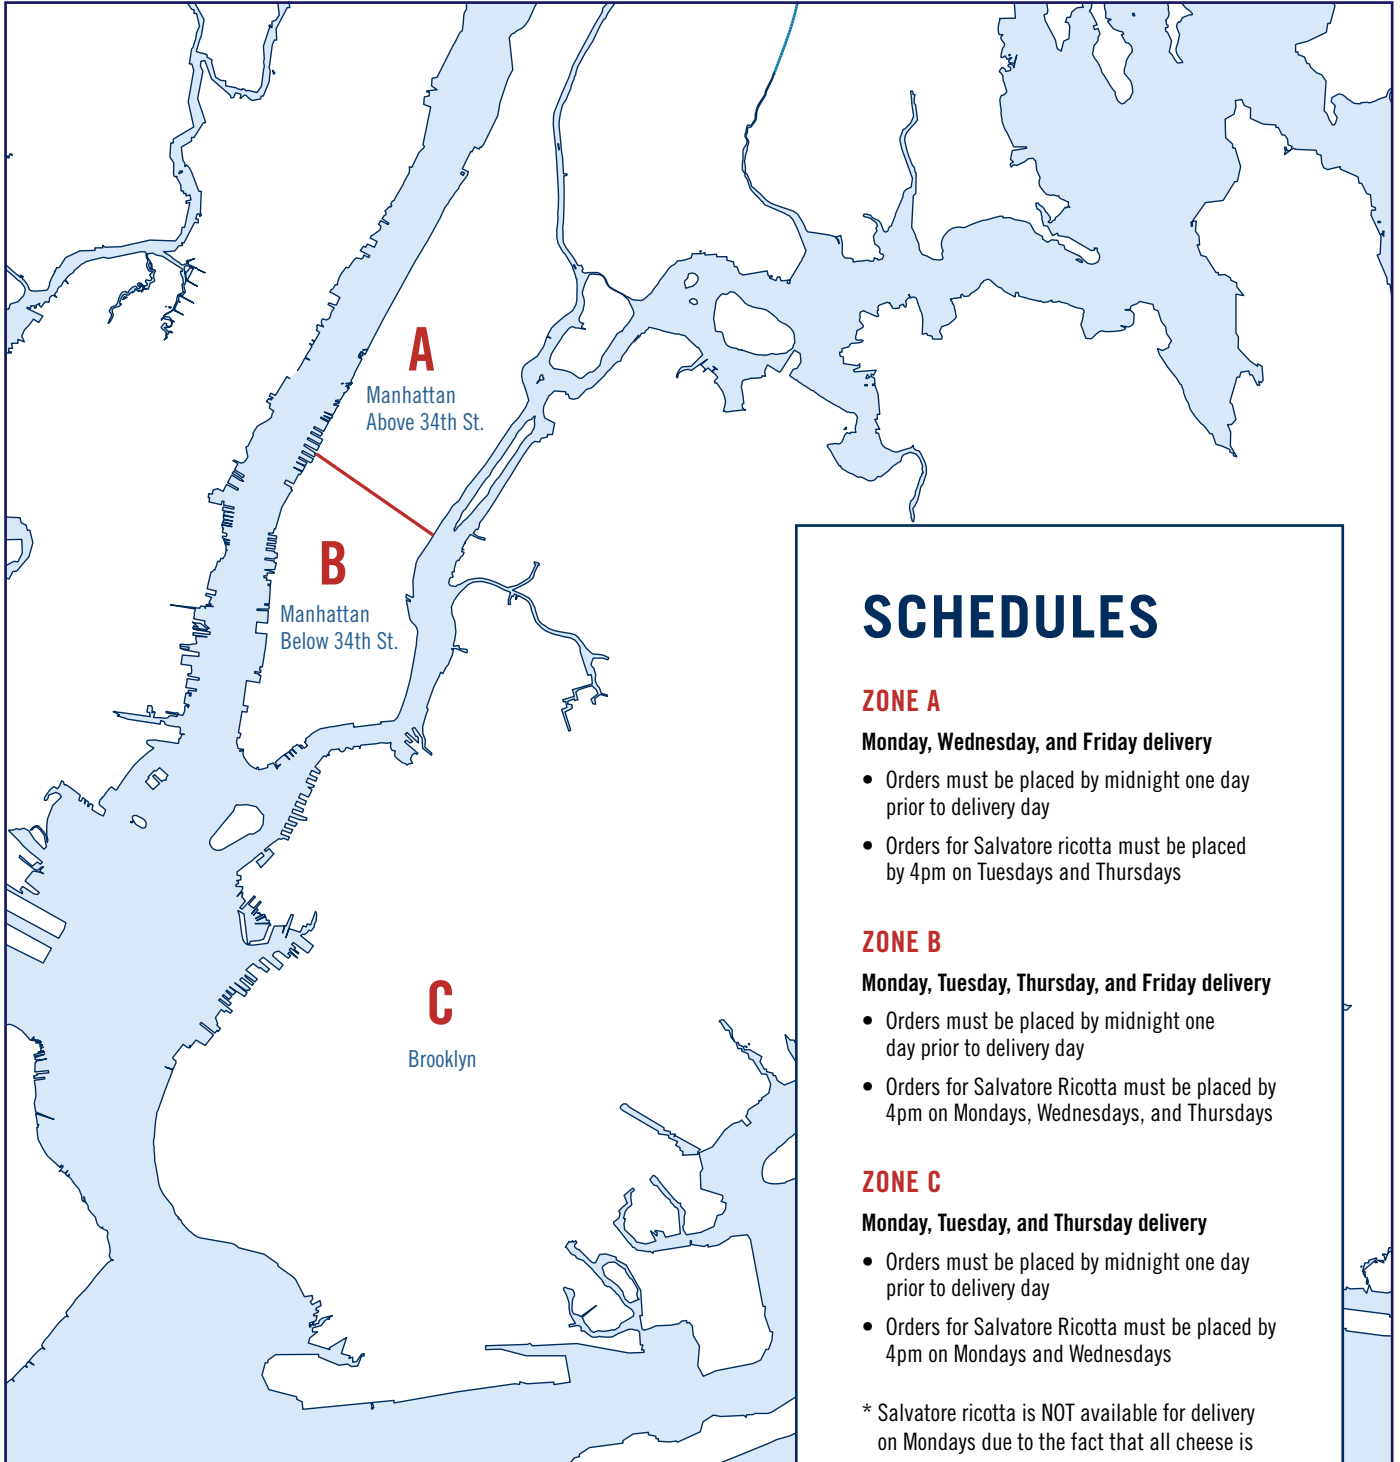 A
Manhattan
Above 34th St.
B
Manhattan
Below 34th St.
C
Brooklyn
SCHEDULES
ZONE A
Monday, Wednesday, and Friday delivery
• Orders must be placed by midnight one day
prior to delivery day
• Orders for Salvatore ricotta must be placed
by 4pm on Tuesdays and Thursdays
ZONE B
Monday, Tuesday, Thursday, and Friday delivery
• Orders must be placed by midnight one
day prior to delivery day
• Orders for Salvatore Ricotta must be placed by
4pm on Mondays, Wednesdays, and Thursdays
ZONE C
Monday, Tuesday, and Thursday delivery
• Orders must be placed by midnight one day
prior to delivery day
• Orders for Salvatore Ricotta must be placed by
4pm on Mondays and Wednesdays
* Salvatore ricotta is NOT available for delivery
on Mondays due to the fact that all cheese is